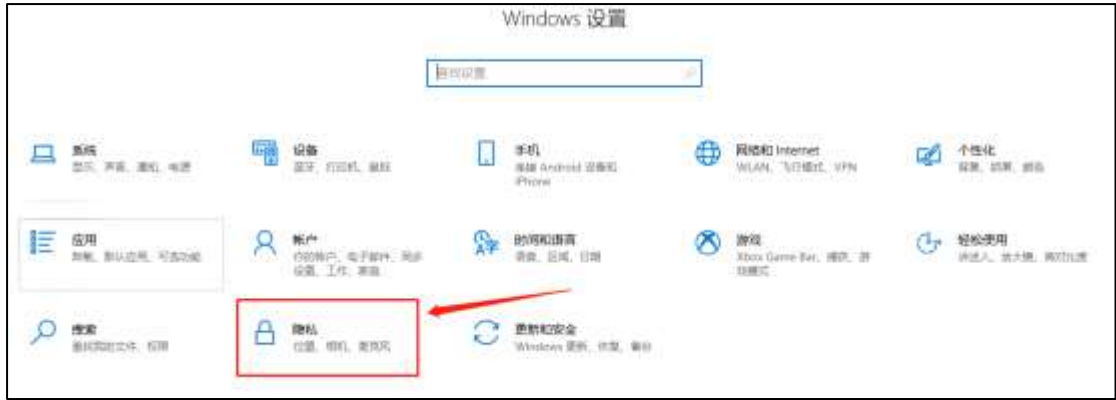 Windows 设置
查找设置
系统
显示、声音、通知、电源
设备
蓝牙、打印机、鼠标
手机
连接 Android 设备和
iPhone
网络和 Internet
WLAN、飞行模式、VPN
个性化
背景、锁屏、颜色
应用
卸载、默认应用、可选功能
帐户
你的帐户、电子邮件、同步
设置、工作、家庭
时间和语言
语音、区域、日期
游戏
Xbox Game Bar、捕获、游
戏模式
轻松使用
讲述人、放大镜、高对比度
搜索
查找我的文件、权限
隐私
位置、相机、麦克风
更新和安全
Windows 更新、恢复、备份